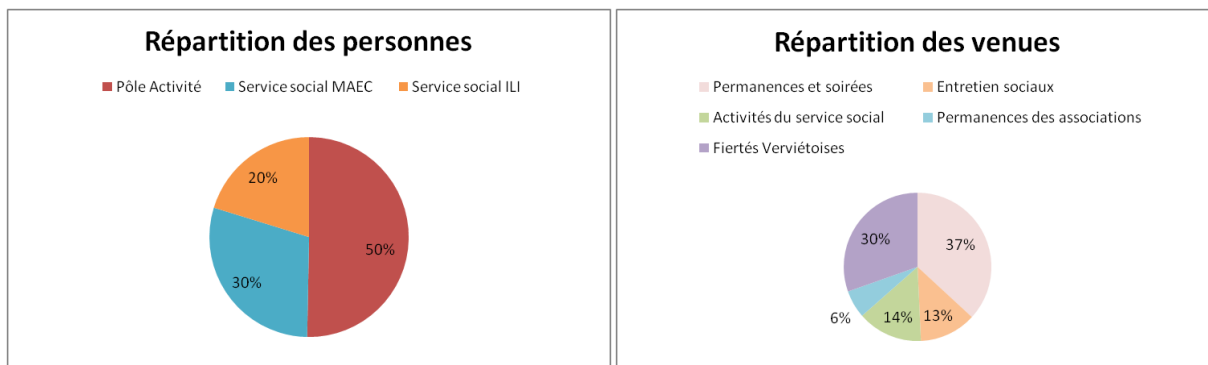 Répartition des personnes
Pôle Activité Service social MAEC Service social ILI
20%
50%
30%
Répartition des venues
Permanences et soirées Entretien sociaux
Activités du service social Permanences des associations
Fiertés Verviétoises
30% 37%
6% 14% 13%